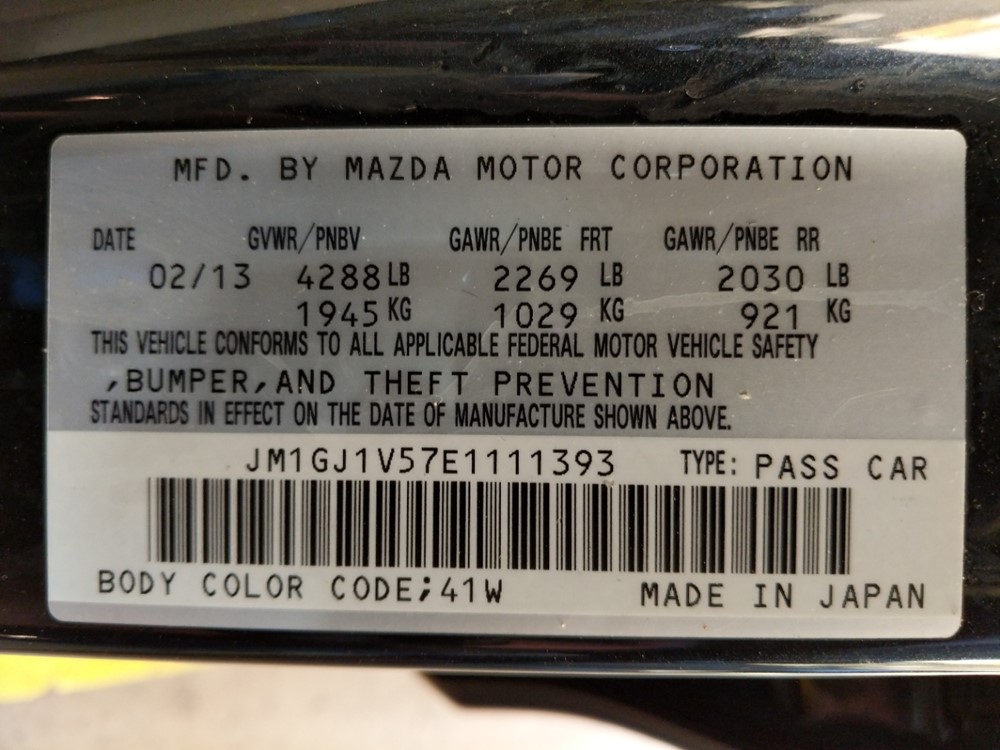 MFD. BY MAZDA MOTOR CORPORATION
DATE GVWR/PNBV GAWR/PNBE FRT GAWR/PNBE RR
02/13 4288 LB 2269 LB 2030 LB
1945 KG 1029 KG 921 KG
THIS VEHICLE CONFORMS TO ALL APPLICABLE FEDERAL MOTOR VEHICLE SAFETY
,BUMPER,AND THEFT PREVENTION
STANDARDS IN EFFECT ON THE DATE OF MANUFACTURE SHOWN ABOVE.
JM1GJ1V57E1111393 TYPE: PASS CAR
BODY COLOR CODE;41W MADE IN JAPAN